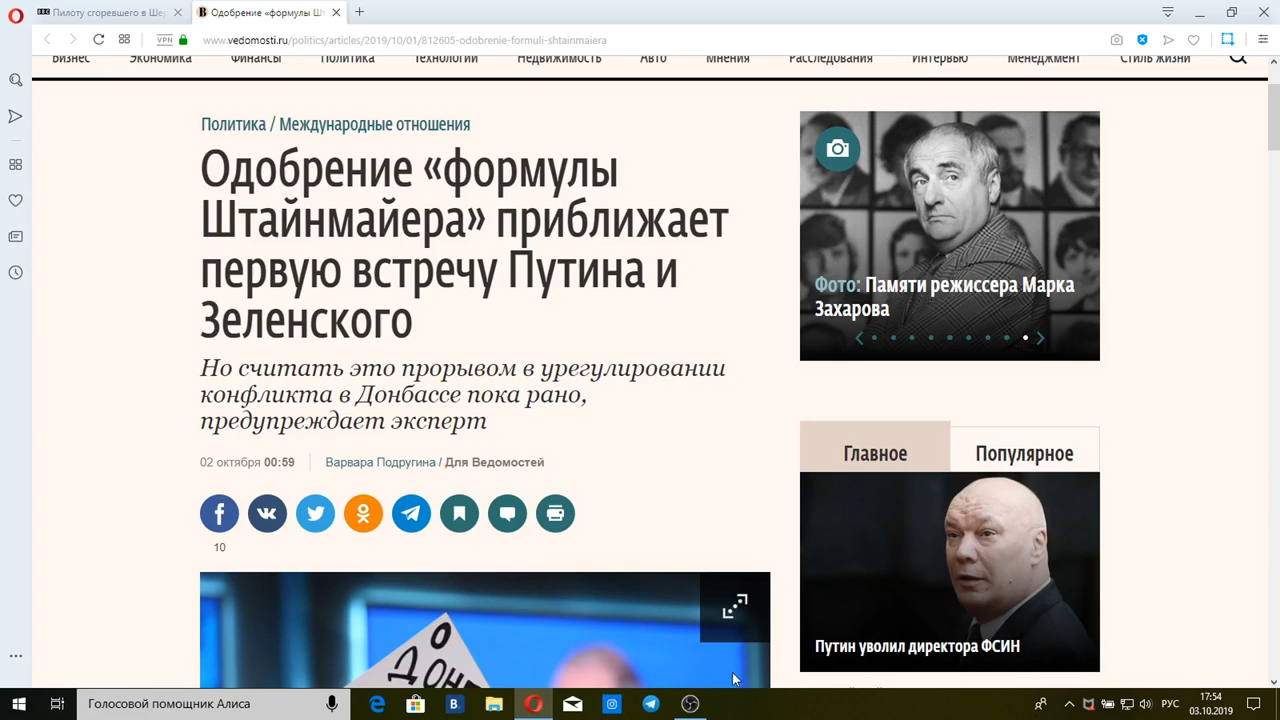 Пилоту сгоревшего в Шер
Одобрение «формулы Шт
VPN
www.vedomosti.ru/politics/articles/2019/10/01/812605-odobrenie-formuli-shtainmaiera
Бизнес Экономика Финансы Политика Технологии Недвижимость Авто Мнения Расследования Интервью Менеджмент Стиль жизни
Политика / Международные отношения
Одобрение «формулы
Штайнмайера» приближает
первую встречу Путина и
Зеленского
Но считать это прорывом в урегулировании
конфликта в Донбассе пока рано,
предупреждает эксперт
02 октября 00:59
Варвара Подругина / Для Ведомостей
10
О
ДОНБ
Фото: Памяти режиссера Марка
Захарова
Главное
Популярное
Путин уволил директора ФСИН
Голосовой помощник Алиса
РУС
17:54
03.10.2019